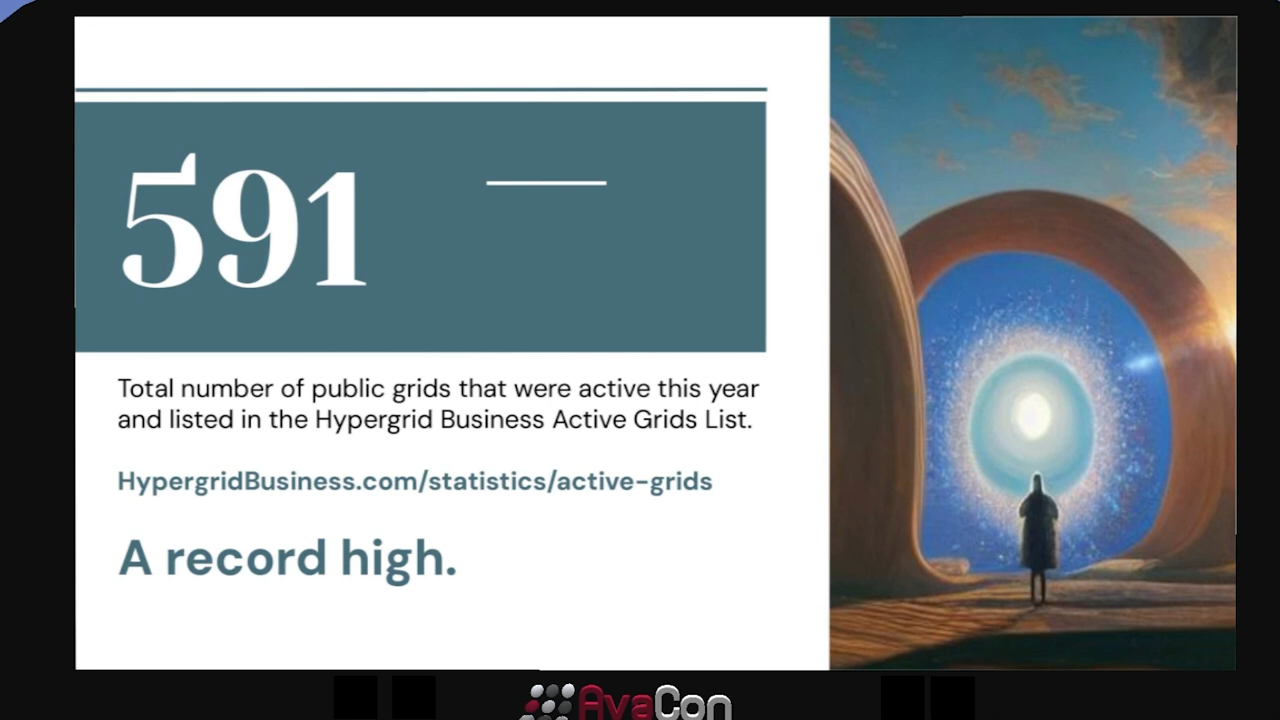 591
Total number of public grids that were active this year
and listed in the Hypergrid Business Active Grids List.
HypergridBusiness.com/statistics/active-grids
A record high.
AvaCon